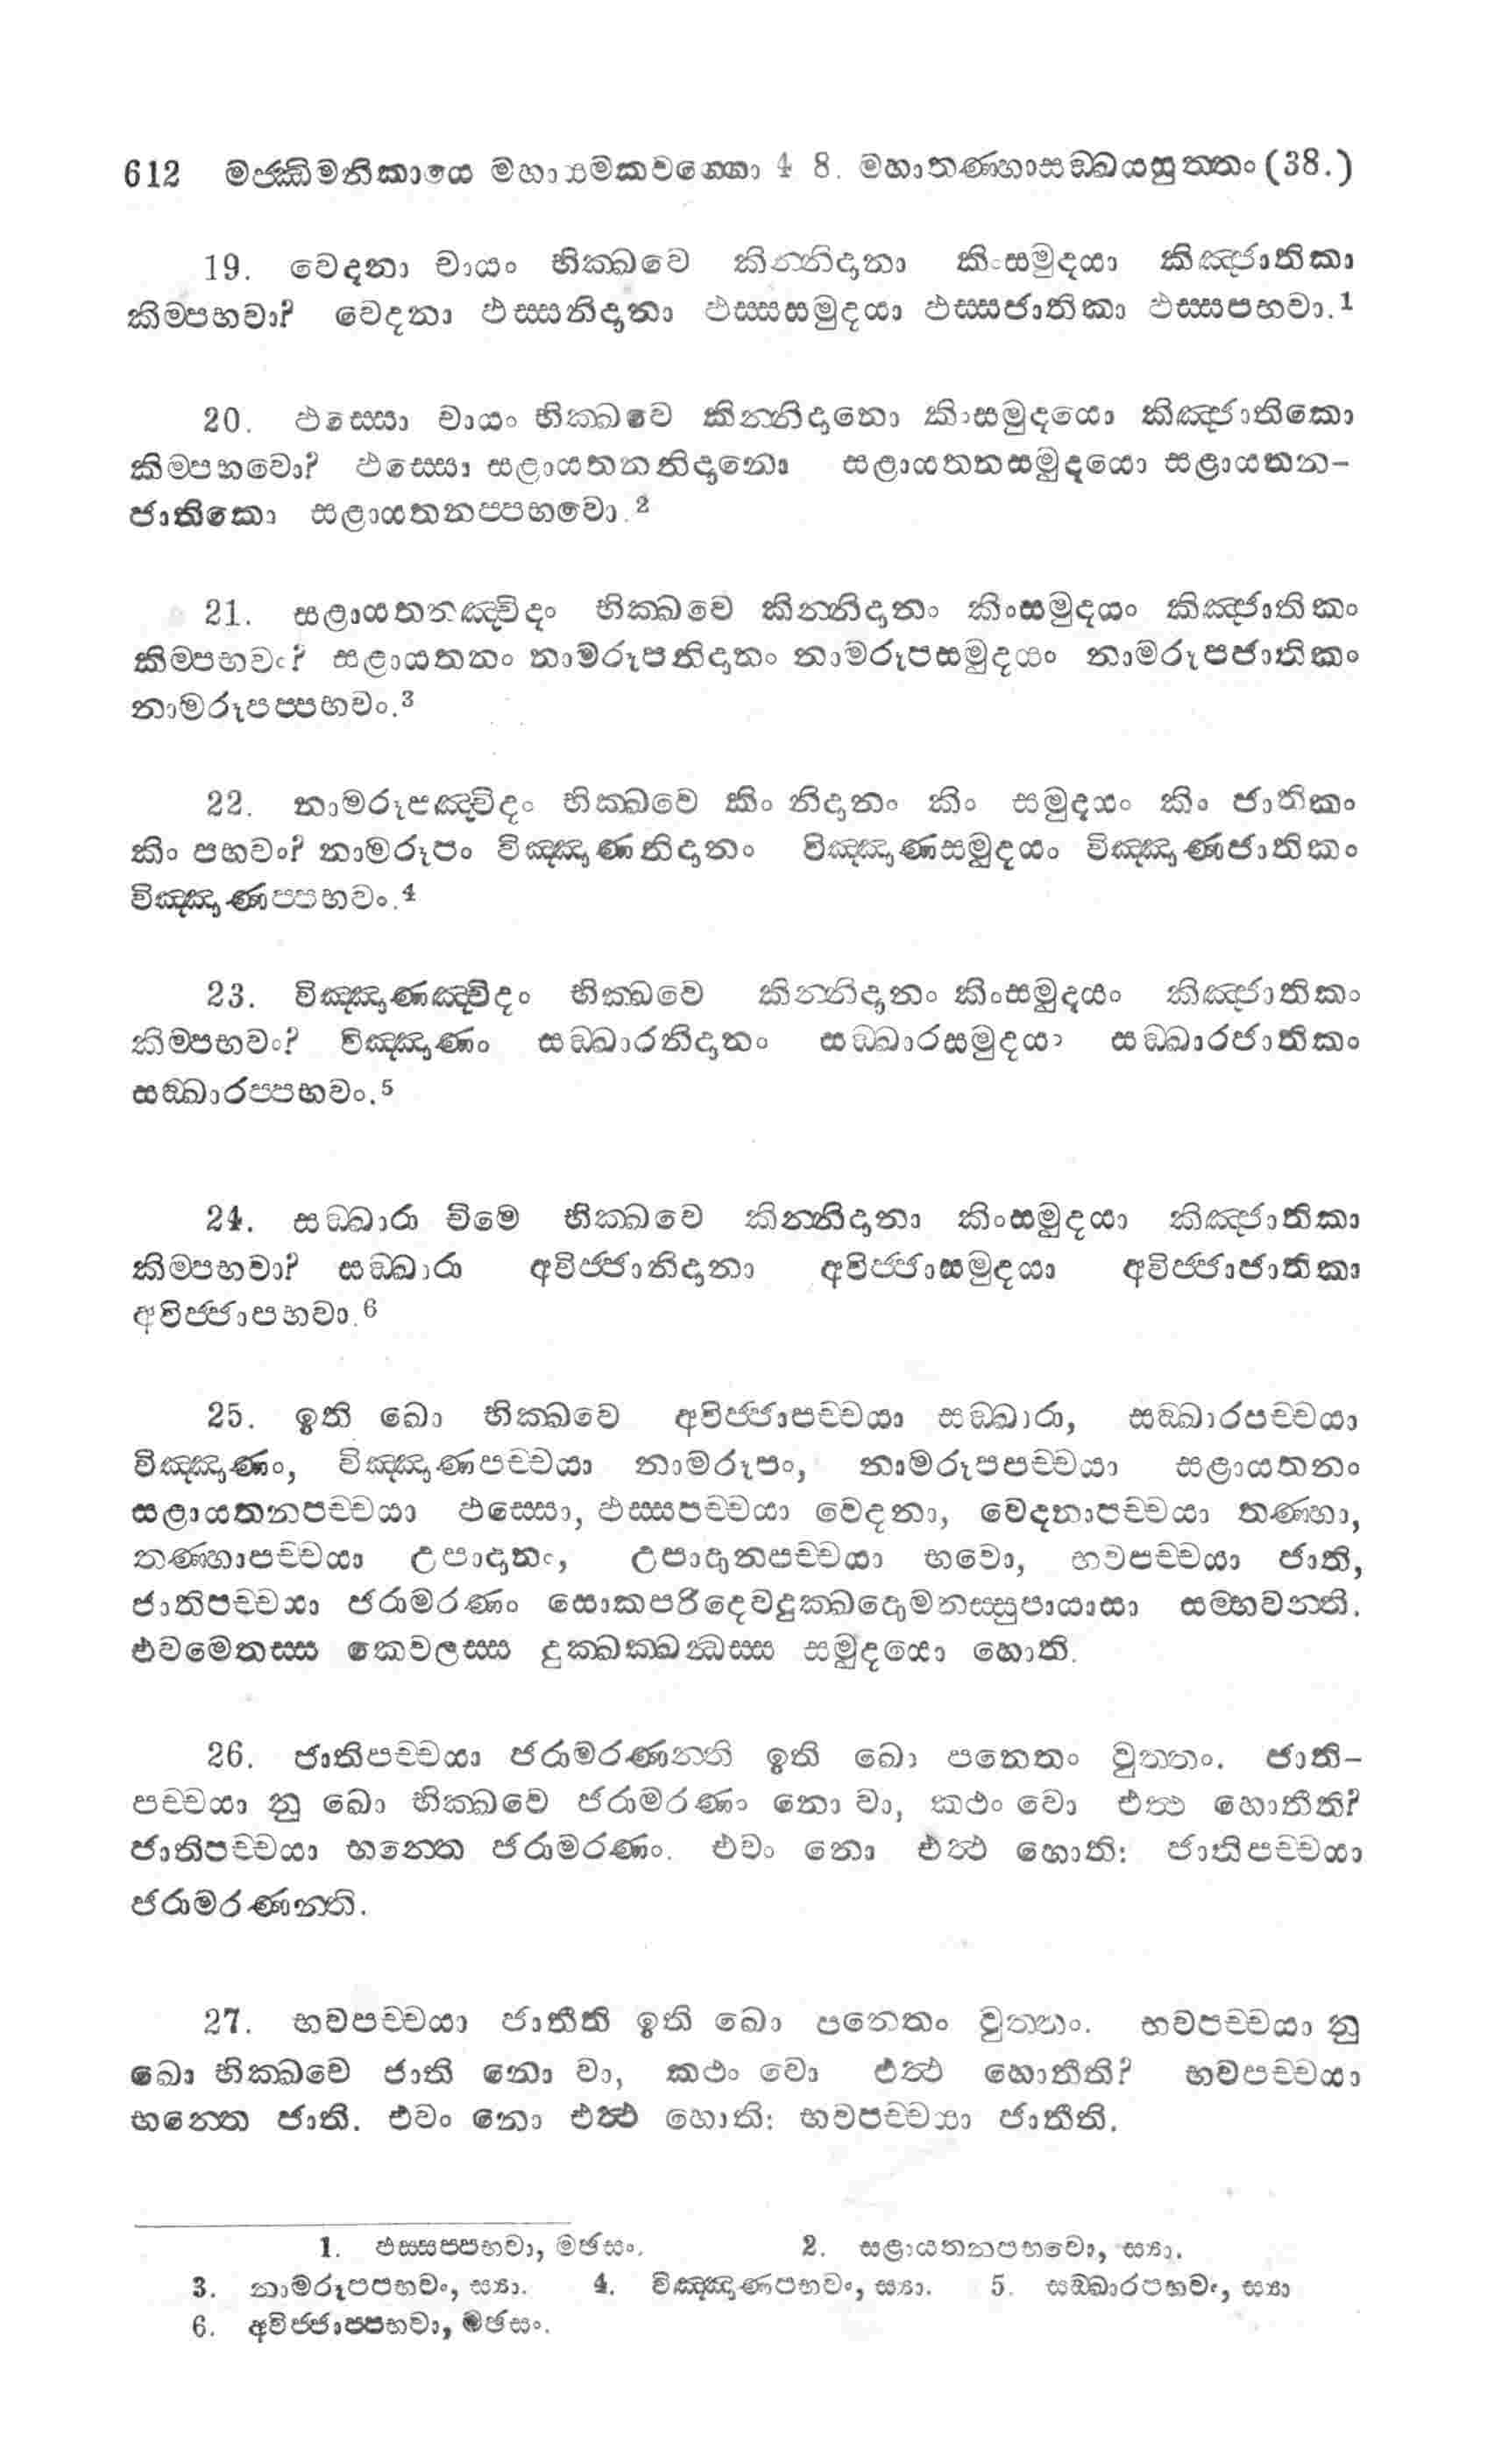 612 මජ්ඣිමනිකායෙ මහායමකවග්ගො 4 8. මහාතණ්හාසඞ්ඛයසුත්තං (38.)
19. වෙදනා චායං භික්ඛවෙ කින්නිදානා කිංසමුදයා කිඤ්ජාතිකා
කිම්පභවා? වෙදනා ඵස්සනිදානා ඵස්සසමුදයා ඵස්සජාතිකා ඵස්සපභවා.1
20. ඵස්සො චායං භික්ඛවෙ කින්නිදානො කිංසමුදයො කිඤ්ජාතිකො
කිම්පභවො? ඵස්සො සළායතනනිදානො සළායතනසමුදයො සළායතන-
ජාතිකො සළායතනප්පභවො.2
21. සළායතනඤ්චිදං භික්ඛවෙ කින්නිදානං කිංසමුදයං කිඤ්ජාතිකං
කිම්පභවං? සළායතනං නාමරූපනිදානං නාමරූපසමුදයං නාමරූපජාතිකං
නාමරූපප්පභවං.3
22. නාමරූපඤ්චිදං භික්ඛවෙ කිං නිදානං කිං සමුදයං කිං ජාතිකං
කිං පභවං? නාමරූපං විඤ්ඤාණනිදානං විඤ්ඤාණසමුදයං විඤ්ඤාණජාතිකං
විඤ්ඤාණප්පභවං.4
23. විඤ්ඤාණඤ්චිදං භික්ඛවෙ කින්නිදානං කිංසමුදයං කිඤ්ජාතිකං
කිම්පභවං? විඤ්ඤාණං සඞ්ඛාරනිදානං සඞ්ඛාරසමුදයං සඞ්ඛාරජාතිකං
සඞ්ඛාරප්පභවං.5
24. සඞ්ඛාරා චිමෙ භික්ඛවෙ කින්නිදානා කිංසමුදයා කිඤ්ජාතිකා
කිම්පභවා? සඞ්ඛාරා අවිජ්ජානිදානා අවිජ්ජාසමුදයා අවිජ්ජාජාතිකා
අවිජ්ජාපභවා.6
25. ඉති ඛො භික්ඛවෙ අවිජ්ජාපච්චයා සඞ්ඛාරා, සඞ්ඛාරපච්චයා
විඤ්ඤාණං, විඤ්ඤාණපච්චයා නාමරූපං, නාමරූපපච්චයා සළායතනං
සළායතනපච්චයා ඵස්සො, ඵස්සපච්චයා වෙදනා, වෙදනාපච්චයා තණ්හා,
තණ්හාපච්චයා උපාදානං, උපාදානපච්චයා භවො, භවපච්චයා ජාති,
ජාතිපච්චයා ජරාමරණං සොකපරිදෙවදුක්ඛදොමනස්සුපායාසා සම්භවන්ති.
එවමෙතස්ස කෙවලස්ස දුක්ඛක්ඛන්ධස්ස සමුදයො හොති.
26. ජාතිපච්චයා ජරාමරණන්ති ඉති ඛො පනෙතං වුත්තං. ජාති-
පච්චයා නු ඛො භික්ඛවෙ ජරාමරණං නො වා, කථං වො එත්ථ හොතීති?
ජාතිපච්චයා භන්තෙ ජරාමරණං. එවං නො එත්ථ හොති: ජාතිපච්චයා
ජරාමරණන්ති.
27. භවපච්චයා ජාතීති ඉති ඛො පනෙතං වුත්තං. භවපච්චයා නු
ඛො භික්ඛවෙ ජාති නො වා, කථං වො එත්ථ හොතීති? භවපච්චයා
භන්තෙ ජාති. එවං නො එත්ථ හොති: භවපච්චයා ජාතීති.
1. ඵස්සප්පභවා, මඡසං. 2. සළායතනපභවො, ස්‍යා.
3. නාමරූපපභවං, ස්‍යා. 4. විඤ්ඤාණපභවං, ස්‍යා. 5. සඞ්ඛාරපභවං, ස්‍යා
6. අවිජ්ජාප්පභවා, මඡසං.